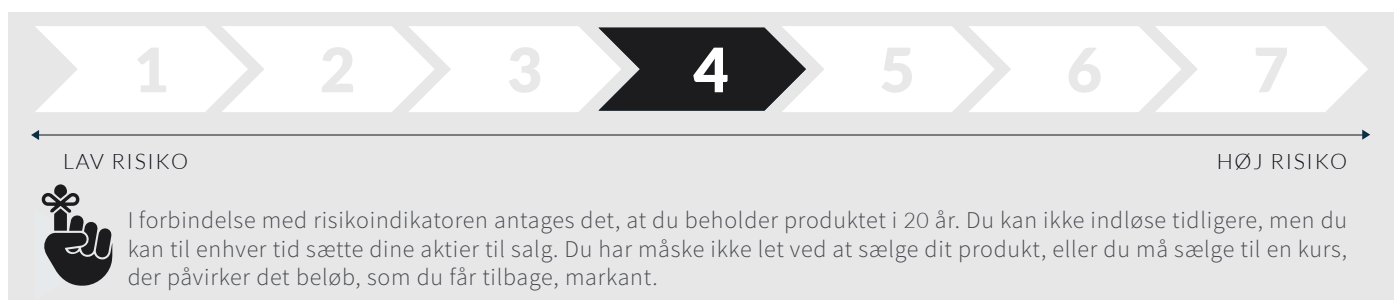 1 2 3 4 5 6 7
LAV RISIKO HØJ RISIKO
I forbindelse med risikoindikatoren antages det, at du beholder produktet i 20 år. Du kan ikke indløse tidligere, men du
kan til enhver tid sætte dine aktier til salg. Du har måske ikke let ved at sælge dit produkt, eller du må sælge til en kurs,
der påvirker det beløb, som du får tilbage, markant.